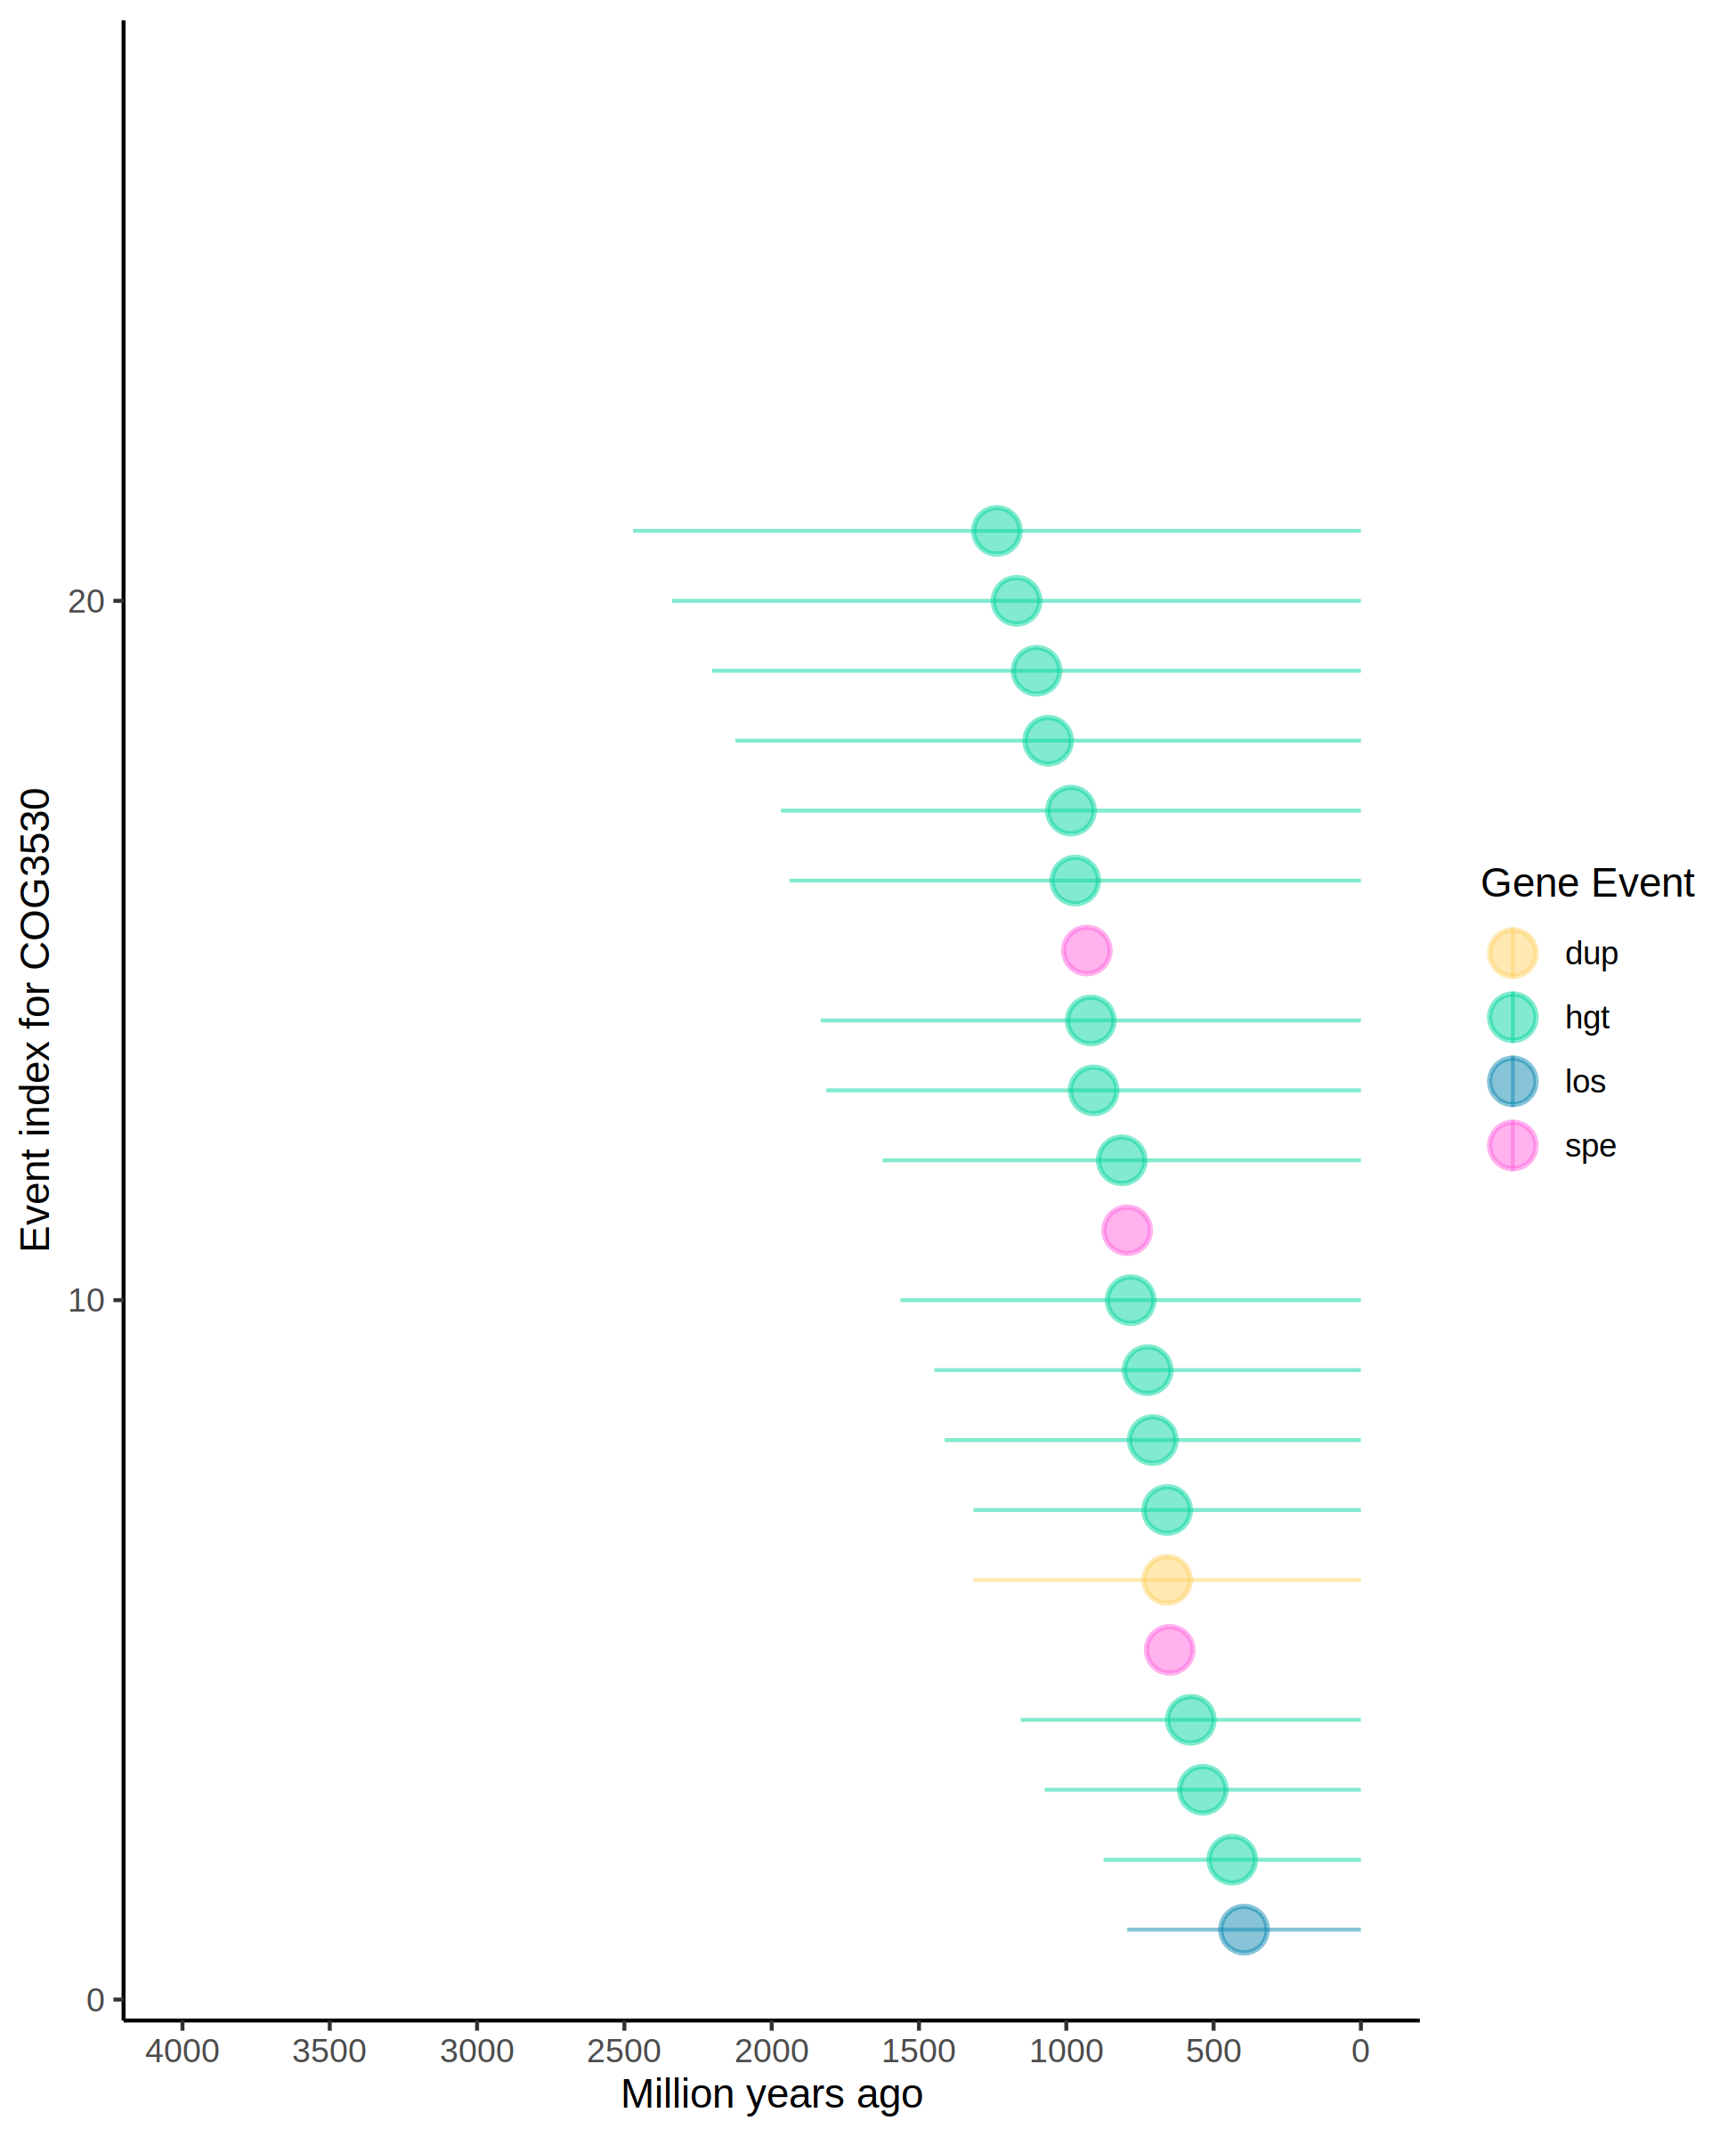 Event index for COG3530
20
10
0
4000 3500 3000 2500 2000 1500 1000 500 0
Million years ago
Gene Event
dup
hgt
los
spe